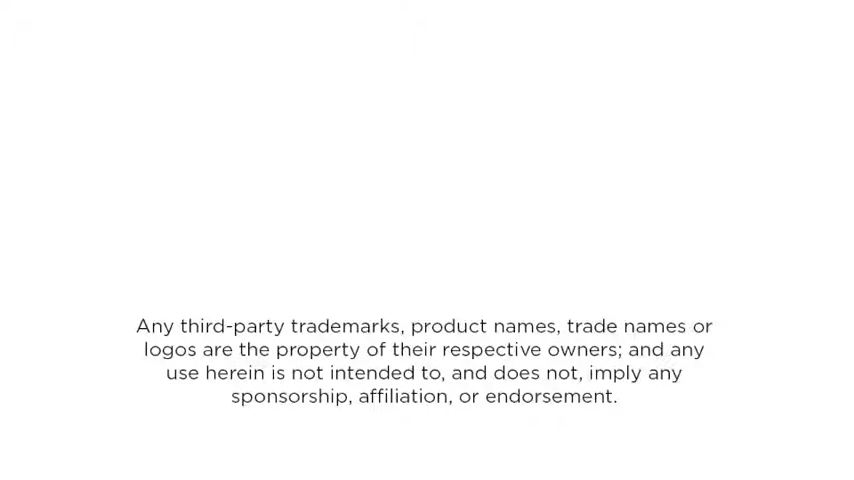 Any third-party trademarks, product names, trade names or
logos are the property of their respective owners; and any
use herein is not intended to, and does not, imply any
sponsorship, affiliation, or endorsement.